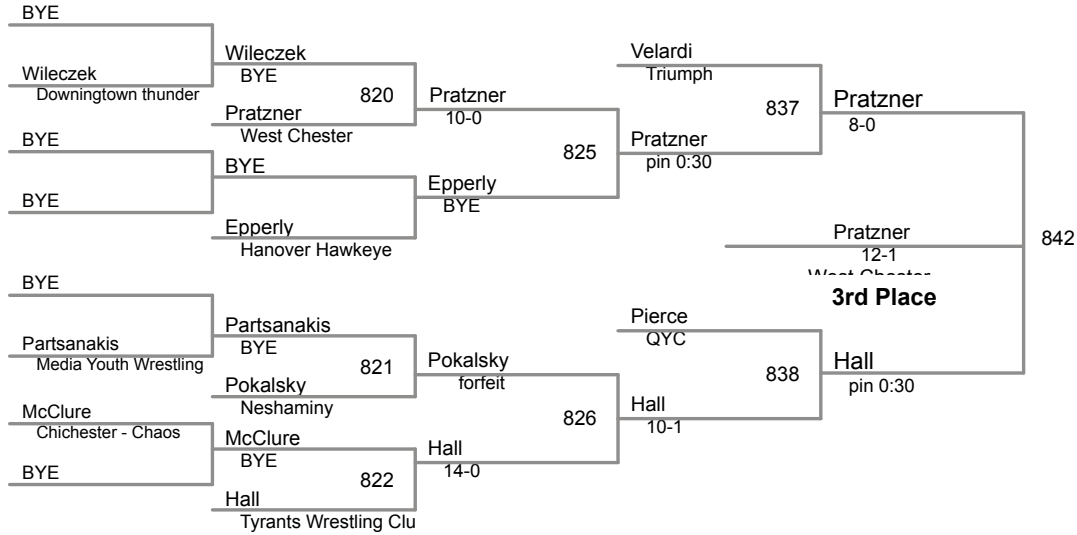 BYE
Wileczek
Downingtown thunder
BYE
BYE
BYE
Partsanakis
Media Youth Wrestling
McClure
Chichester - Chaos
BYE
Wileczek
BYE
820
Pratzner
West Chester
BYE
Epperly
Hanover Hawkeye
Partsanakis
BYE
821
Pokalsky
Neshaminy
McClure
BYE
822
Hall
Tyrants Wrestling Clu
Pratzner
10-0
825
Epperly
BYE
Pokalsky
forfeit
826
Hall
14-0
Velardi
Triumph
837
Pratzner
pin 0:30
Pierce
QYC
838
Hall
10-1
Pratzner
8-0
Pratzner
12-1
West Chester
842
3rd Place
Hall
pin 0:30